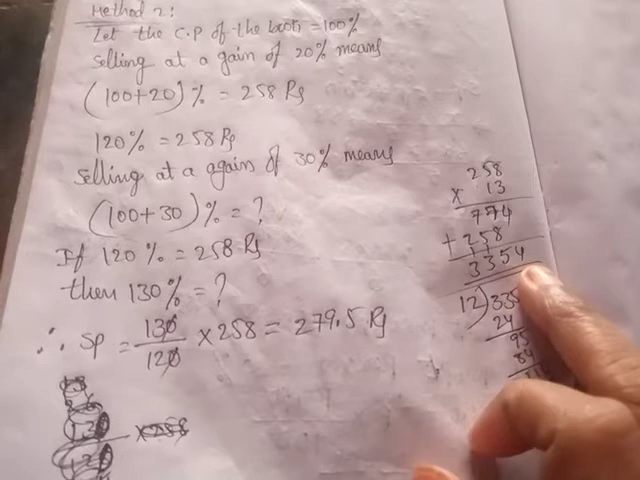 Method 2:
Let the C.P of the boots = 100%
Selling at a gain of 20% means
(100+20)% = 258 Rs
120% = 258 Rs
Selling at a again of 30% means
(100+30)% = ?
If 120% = 258 Rs
then 130% = ?
∴ SP = 130/120 × 258 = 279.5 Rs
258
× 13
774
+ 258
3354
12)335
24
95
84